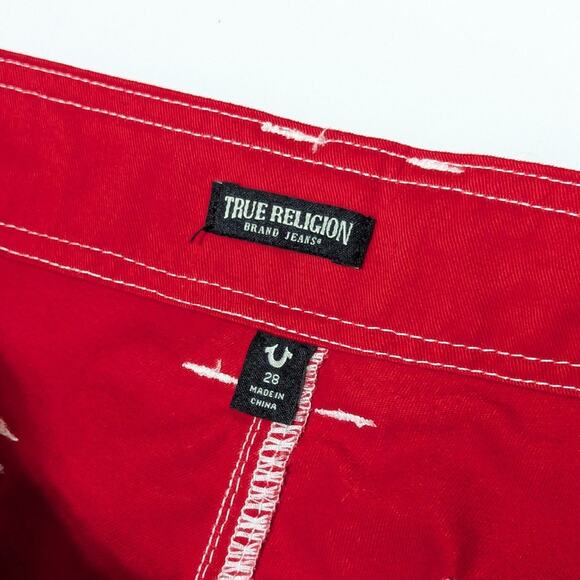 TRUE RELIGION
BRAND JEANS®
28
MADE IN
CHINA